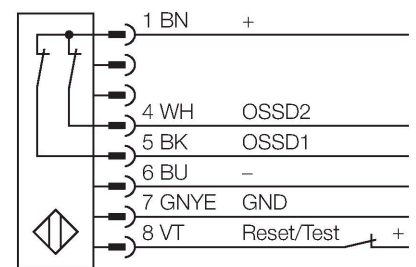 1 BN +
4 WH OSSD2
5 BK OSSD1
6 BU –
7 GNYE GND
8 VT Reset/Test +